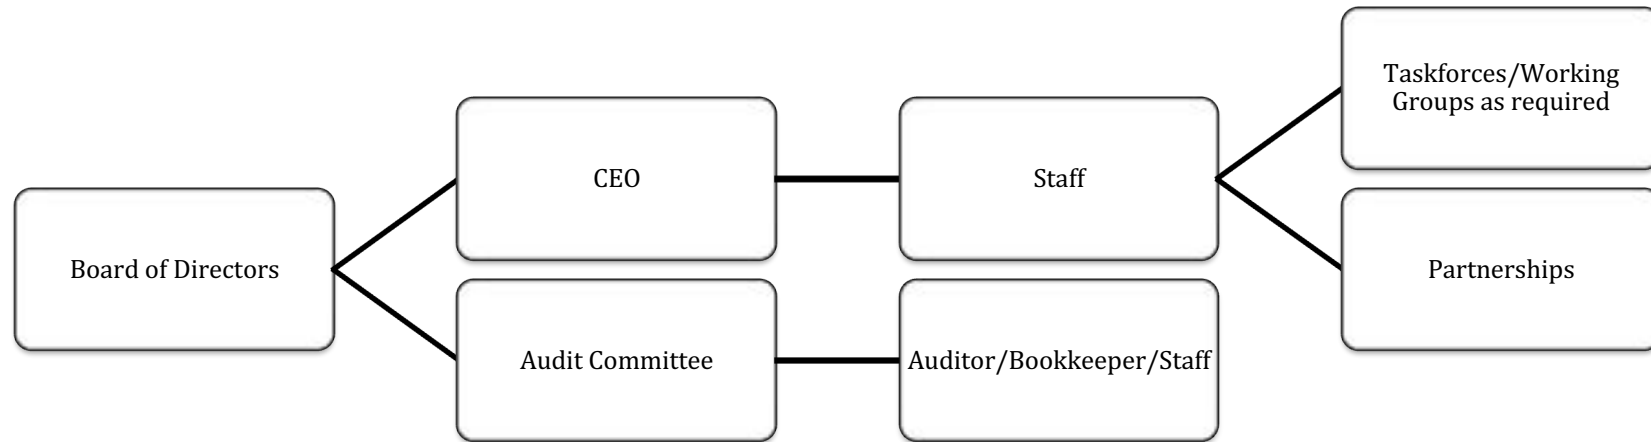 Board of Directors
CEO
Audit Committee
Staff
Auditor/Bookkeeper/Staff
Taskforces/Working
Groups as required
Partnerships